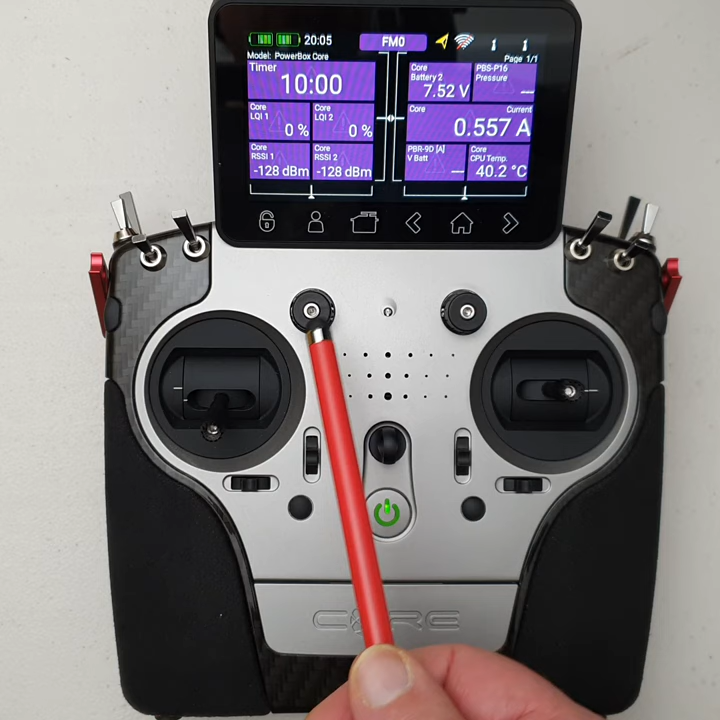 20:05
FM0
Model: PowerBox Core
Page 1/1
Timer
10:00
Core
LQI 1
0 %
Core
LQI 2
0 %
Core
RSSI 1
-128 dBm
Core
RSSI 2
-128 dBm
Core
Battery 2
7.52 V
PBS-P16
Pressure
---
Core
Current
0.557 A
PBR-9D [A]
V Batt
---
Core
CPU Temp.
40.2 °C
CORE